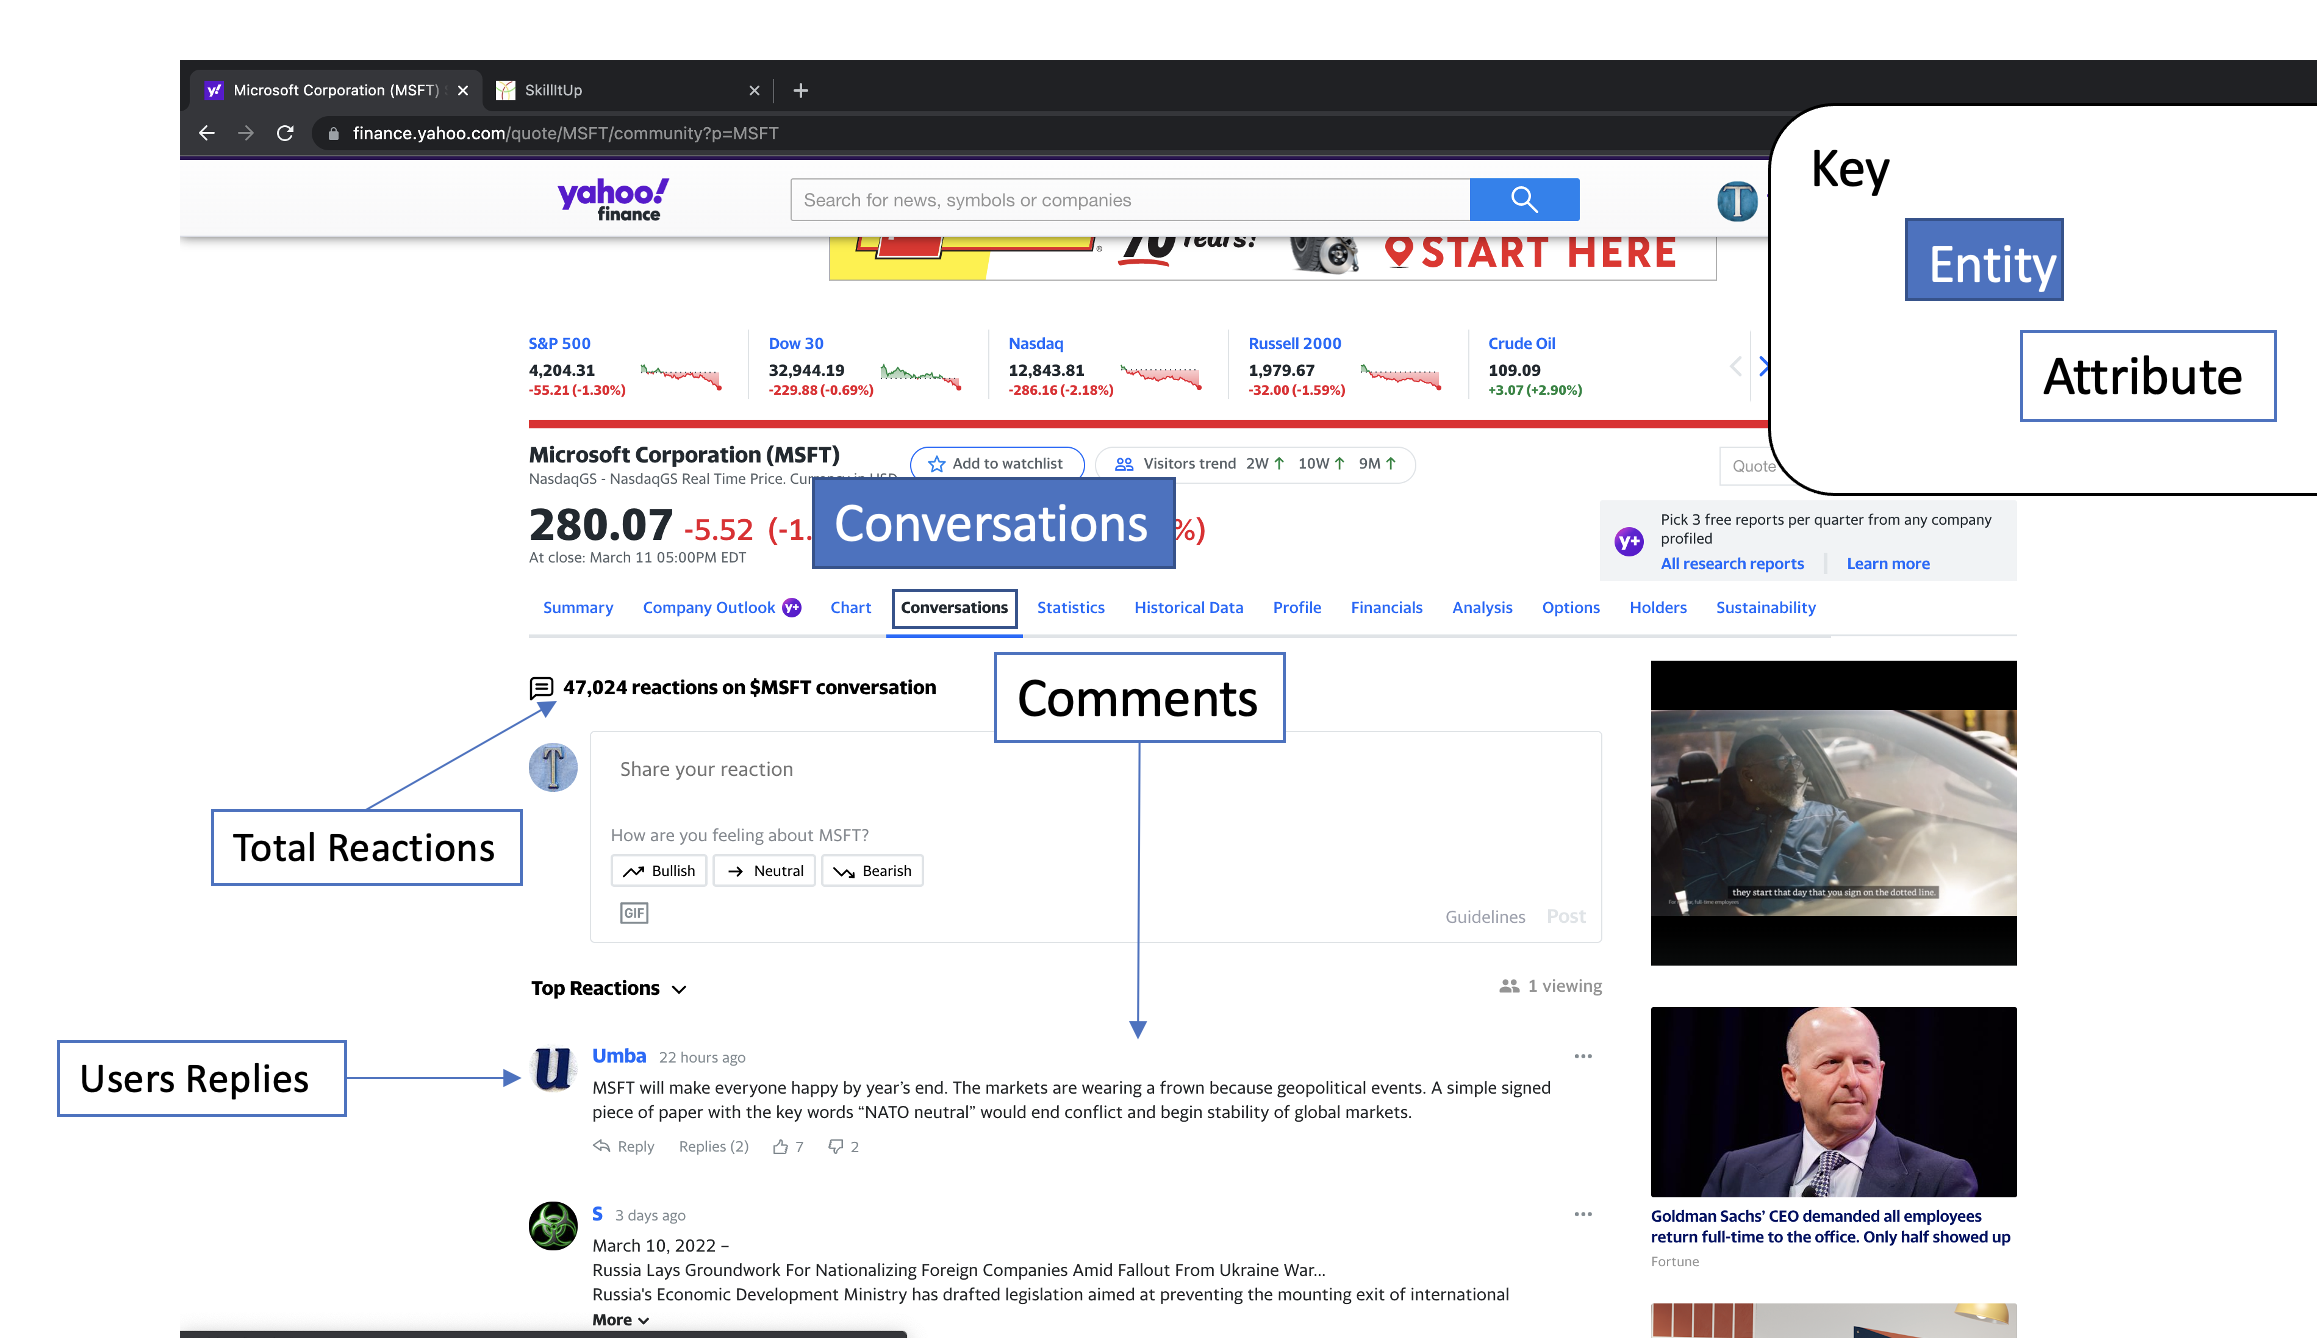 Microsoft Corporation (MSFT)
SkillItUp
finance.yahoo.com/quote/MSFT/community?p=MSFT
Key
yahoo!
finance
Search for news, symbols or companies
T
Entity
70 Years!
START HERE
Attribute
S&P 500
4,204.31
-55.21 (-1.30%)
Dow 30
32,944.19
-229.88 (-0.69%)
Nasdaq
12,843.81
-286.16 (-2.18%)
Russell 2000
1,979.67
-32.00 (-1.59%)
Crude Oil
109.09
+3.07 (+2.90%)
Microsoft Corporation (MSFT)
Add to watchlist
Visitors trend 2W ↑ 10W ↑ 9M ↑
Quote
NasdaqGS - NasdaqGS Real Time Price. Currency in USD
Conversations
280.07 -5.52 (-1. %)
At close: March 11 05:00PM EDT
y+
Pick 3 free reports per quarter from any company
profiled
All research reports
Learn more
Summary Company Outlook y+ Chart Conversations Statistics Historical Data Profile Financials Analysis Options Holders Sustainability
47,024 reactions on $MSFT conversation
Comments
T
Share your reaction
Total Reactions
How are you feeling about MSFT?
Bullish Neutral Bearish
GIF
Guidelines Post
they start that day that you sign on the dotted line.
Top Reactions
1 viewing
Users Replies
u
Umba 22 hours ago
MSFT will make everyone happy by year’s end. The markets are wearing a frown because geopolitical events. A simple signed
piece of paper with the key words “NATO neutral” would end conflict and begin stability of global markets.
Reply Replies (2) 7 2
S 3 days ago
March 10, 2022 –
Russia Lays Groundwork For Nationalizing Foreign Companies Amid Fallout From Ukraine War...
Russia's Economic Development Ministry has drafted legislation aimed at preventing the mounting exit of international
More
Goldman Sachs’ CEO demanded all employees
return full-time to the office. Only half showed up
Fortune